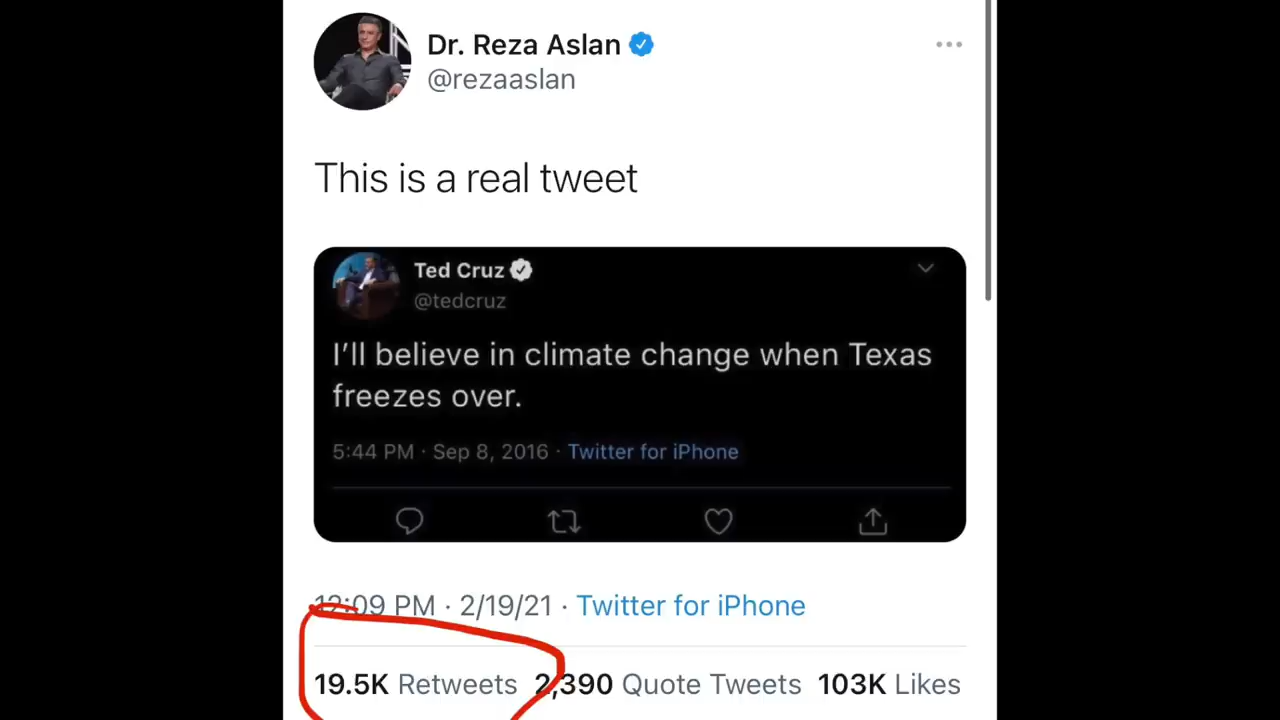 Dr. Reza Aslan
@rezaaslan
This is a real tweet
Ted Cruz
@tedcruz
I’ll believe in climate change when Texas
freezes over.
5:44 PM · Sep 8, 2016 · Twitter for iPhone
12:09 PM · 2/19/21 · Twitter for iPhone
19.5K Retweets 2,390 Quote Tweets 103K Likes